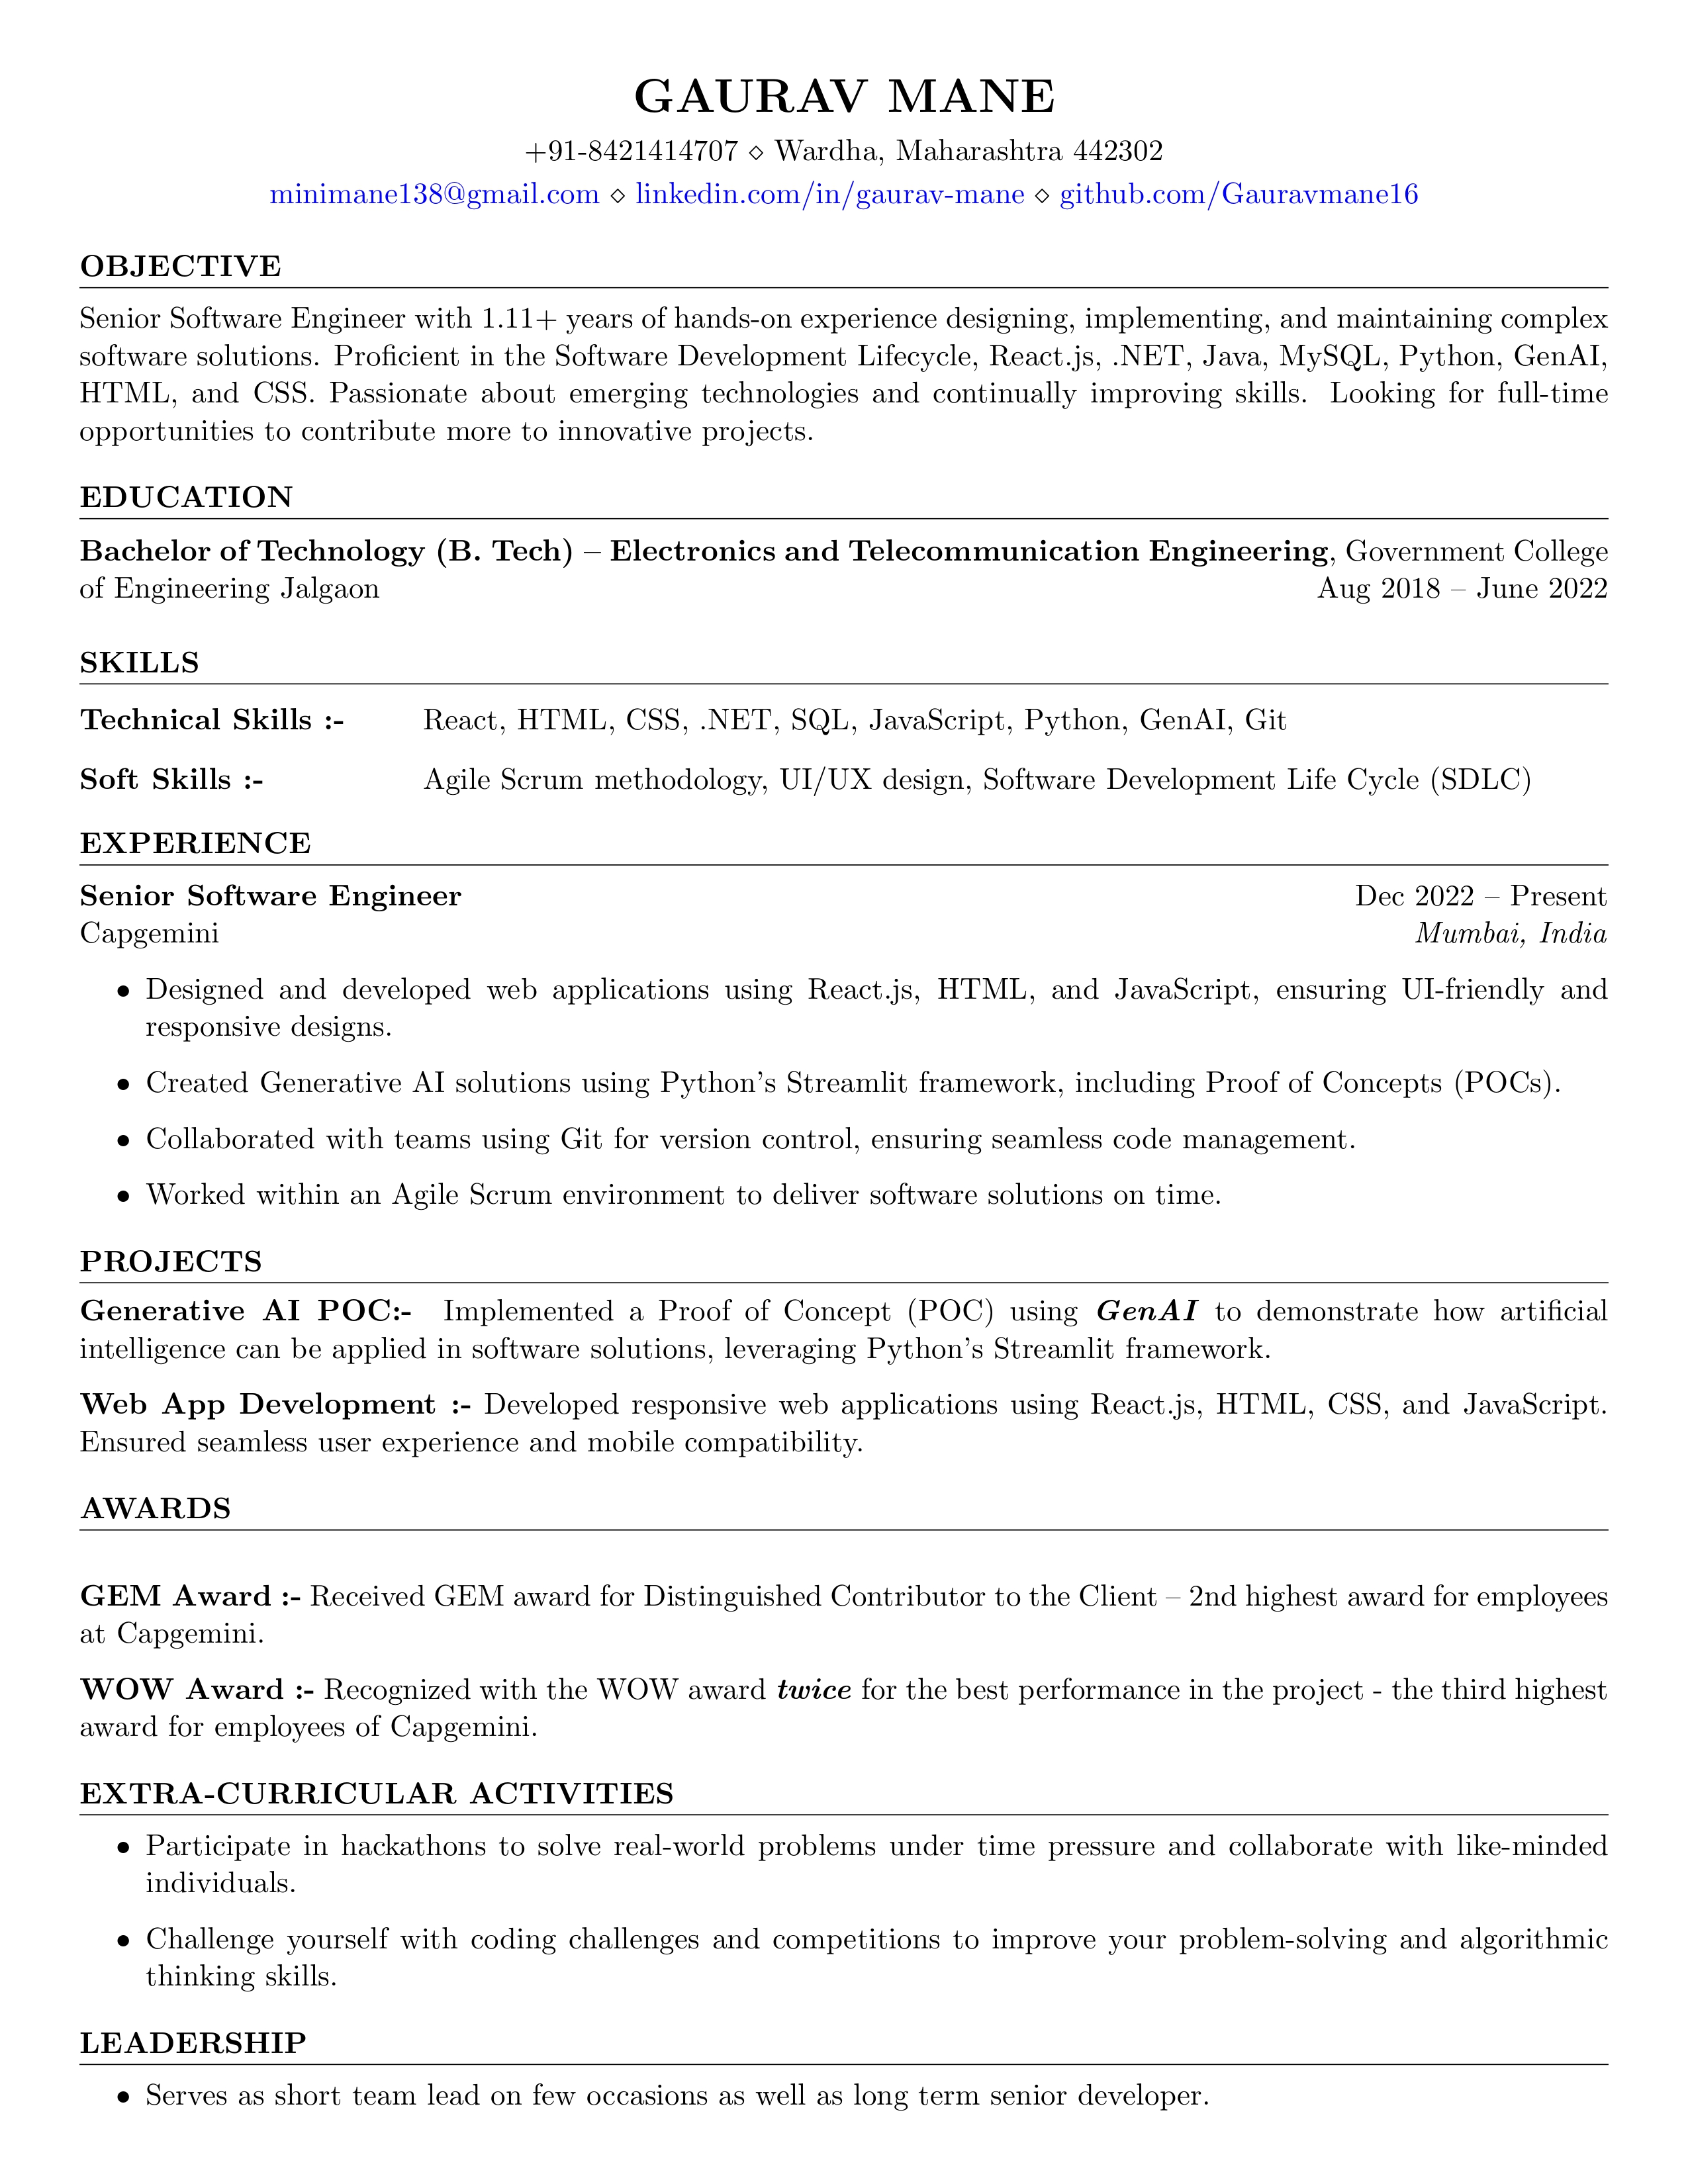 GAURAV MANE
+91-8421414707 ⋄ Wardha, Maharashtra 442302
minimane138@gmail.com ⋄ linkedin.com/in/gaurav-mane ⋄ github.com/Gauravmane16
OBJECTIVE
Senior Software Engineer with 1.11+ years of hands-on experience designing, implementing, and maintaining complex
software solutions. Proficient in the Software Development Lifecycle, React.js, .NET, Java, MySQL, Python, GenAI,
HTML, and CSS. Passionate about emerging technologies and continually improving skills. Looking for full-time
opportunities to contribute more to innovative projects.
EDUCATION
Bachelor of Technology (B. Tech) – Electronics and Telecommunication Engineering, Government College
of Engineering Jalgaon Aug 2018 – June 2022
SKILLS
Technical Skills :- React, HTML, CSS, .NET, SQL, JavaScript, Python, GenAI, Git
Soft Skills :- Agile Scrum methodology, UI/UX design, Software Development Life Cycle (SDLC)
EXPERIENCE
Senior Software Engineer Dec 2022 – Present
Capgemini Mumbai, India
• Designed and developed web applications using React.js, HTML, and JavaScript, ensuring UI-friendly and
responsive designs.
• Created Generative AI solutions using Python's Streamlit framework, including Proof of Concepts (POCs).
• Collaborated with teams using Git for version control, ensuring seamless code management.
• Worked within an Agile Scrum environment to deliver software solutions on time.
PROJECTS
Generative AI POC:- Implemented a Proof of Concept (POC) using GenAI to demonstrate how artificial
intelligence can be applied in software solutions, leveraging Python's Streamlit framework.
Web App Development :- Developed responsive web applications using React.js, HTML, CSS, and JavaScript.
Ensured seamless user experience and mobile compatibility.
AWARDS
GEM Award :- Received GEM award for Distinguished Contributor to the Client – 2nd highest award for employees
at Capgemini.
WOW Award :- Recognized with the WOW award twice for the best performance in the project - the third highest
award for employees of Capgemini.
EXTRA-CURRICULAR ACTIVITIES
• Participate in hackathons to solve real-world problems under time pressure and collaborate with like-minded
individuals.
• Challenge yourself with coding challenges and competitions to improve your problem-solving and algorithmic
thinking skills.
LEADERSHIP
• Serves as short team lead on few occasions as well as long term senior developer.